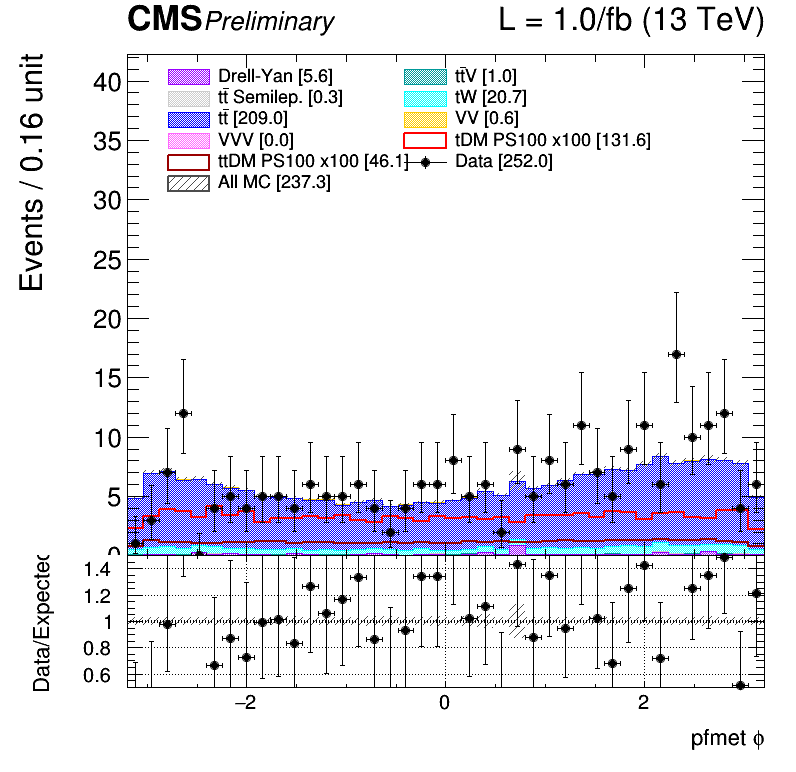 CMS Preliminary L = 1.0/fb (13 TeV)
Events / 0.16 unit
40
35
30
25
20
15
10
5
0
Drell-Yan [5.6]
tt̄V [1.0]
tt̄ Semilep. [0.3]
tW [20.7]
tt̄ [209.0]
VV [0.6]
VVV [0.0]
tDM PS100 x100 [131.6]
ttDM PS100 x100 [46.1]
Data [252.0]
All MC [237.3]
Data/Expected
1.4
1.2
1
0.8
0.6
−2 0 2
pfmet ϕ